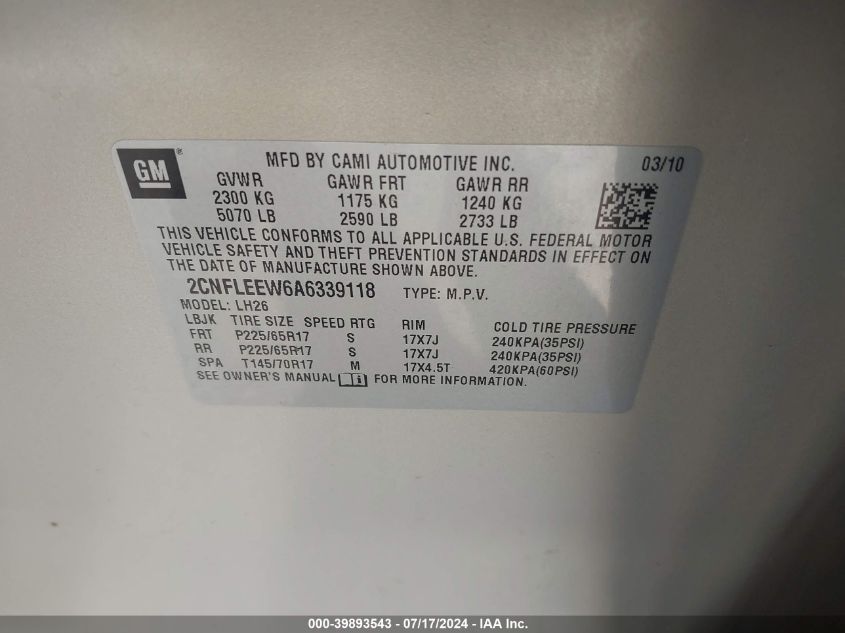 GM ®
MFD BY CAMI AUTOMOTIVE INC. 03/10
GVWR GAWR FRT GAWR RR
2300 KG 1175 KG 1240 KG
5070 LB 2590 LB 2733 LB
THIS VEHICLE CONFORMS TO ALL APPLICABLE U.S. FEDERAL MOTOR
VEHICLE SAFETY AND THEFT PREVENTION STANDARDS IN EFFECT ON
THE DATE OF MANUFACTURE SHOWN ABOVE.
2CNFLEEW6A6339118 TYPE: M.P.V.
MODEL: LH26
LBJK TIRE SIZE SPEED RTG RIM COLD TIRE PRESSURE
FRT P225/65R17 S 17X7J 240KPA(35PSI)
RR P225/65R17 S 17X7J 240KPA(35PSI)
SPA T145/70R17 M 17X4.5T 420KPA(60PSI)
SEE OWNER'S MANUAL i FOR MORE INFORMATION.
000-39893543 - 07/17/2024 - IAA Inc.